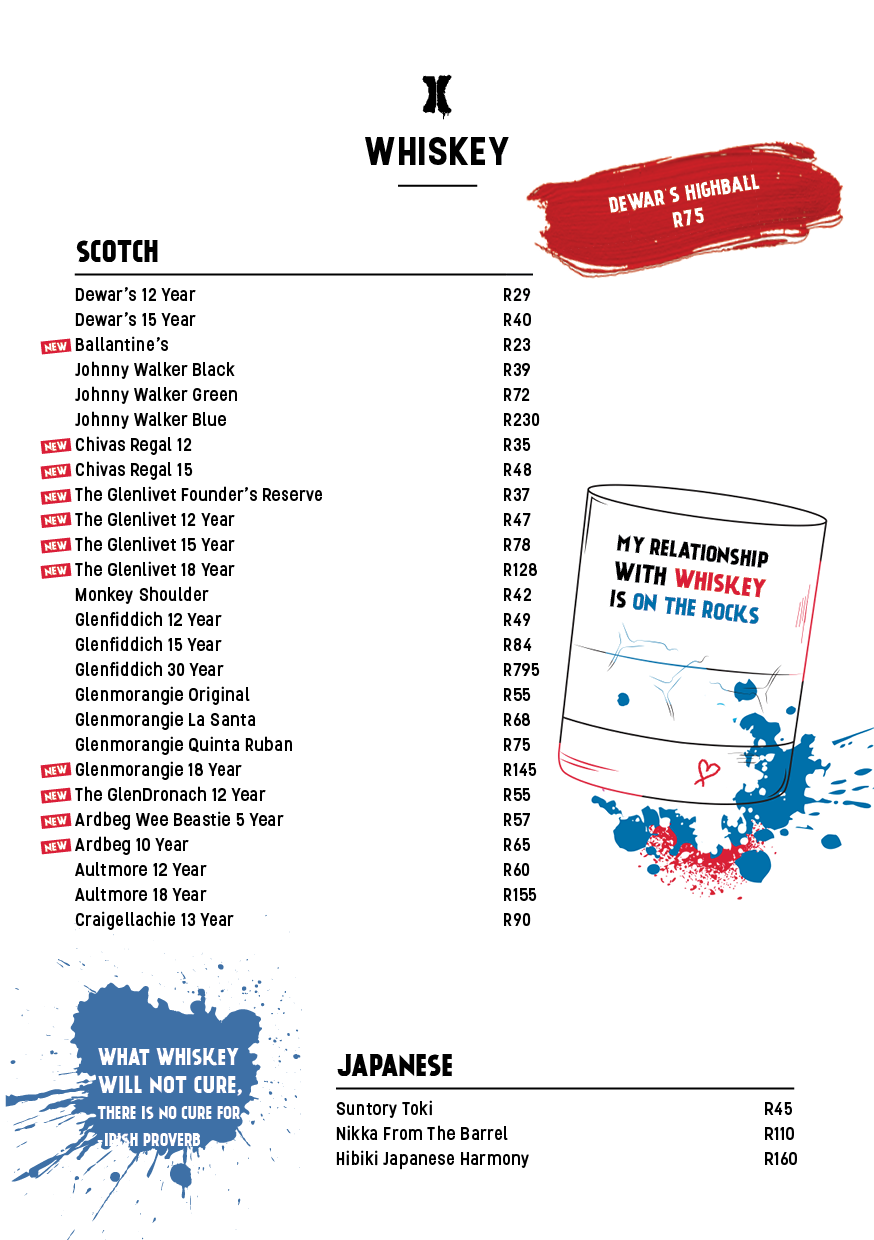 WHISKEY
DEWAR'S HIGHBALL
R75
SCOTCH
Dewar's 12 Year R29
Dewar's 15 Year R40
NEW Ballantine's R23
Johnny Walker Black R39
Johnny Walker Green R72
Johnny Walker Blue R230
NEW Chivas Regal 12 R35
NEW Chivas Regal 15 R48
NEW The Glenlivet Founder's Reserve R37
NEW The Glenlivet 12 Year R47
NEW The Glenlivet 15 Year R78
NEW The Glenlivet 18 Year R128
Monkey Shoulder R42
Glenfiddich 12 Year R49
Glenfiddich 15 Year R84
Glenfiddich 30 Year R795
Glenmorangie Original R55
Glenmorangie La Santa R68
Glenmorangie Quinta Ruban R75
NEW Glenmorangie 18 Year R145
NEW The GlenDronach 12 Year R55
NEW Ardbeg Wee Beastie 5 Year R57
NEW Ardbeg 10 Year R65
Aultmore 12 Year R60
Aultmore 18 Year R155
Craigellachie 13 Year R90
MY RELATIONSHIP
WITH WHISKEY
IS ON THE ROCKS
WHAT WHISKEY
WILL NOT CURE,
THERE IS NO CURE FOR
-IRISH PROVERB
JAPANESE
Suntory Toki R45
Nikka From The Barrel R110
Hibiki Japanese Harmony R160